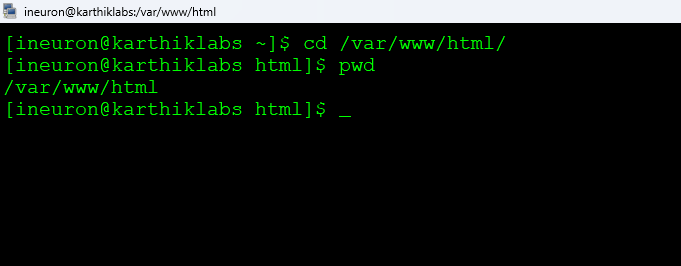 ineuron@karthiklabs:/var/www/html
[ineuron@karthiklabs ~]$ cd /var/www/html/
[ineuron@karthiklabs html]$ pwd
/var/www/html
[ineuron@karthiklabs html]$ _